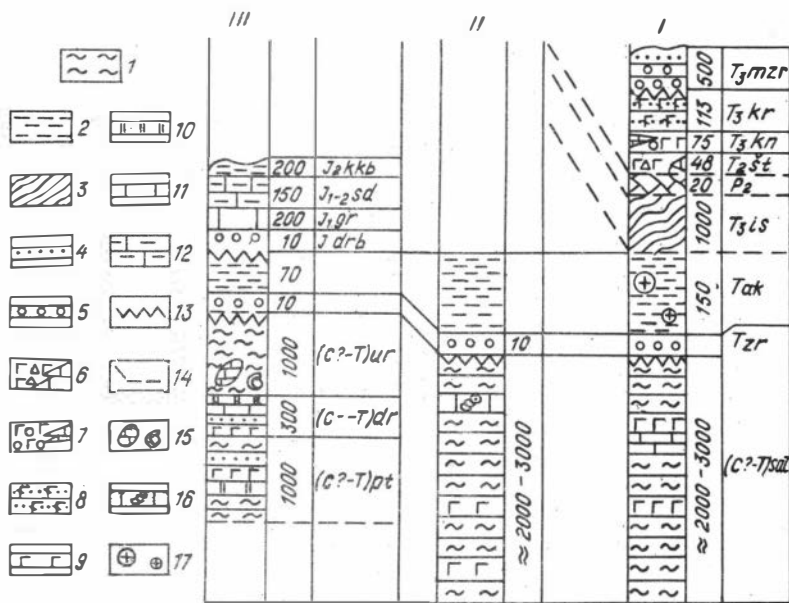 III
II
I
1
2
3
4
5
6
7
8
9
10
11
12
13
14
15
16
17
200 J₂kkb
150 J₁₋₂sd
200 J₁gr
10 J drb
70
10
1000 (c?-T)ur
300 (c--T)dr
1000 (c?-T)pt
10
≈ 2000 - 3000
500 T₃mzr
113 T₃kr
75 T₃kn
48 T₂št
20 P₂
1000 T₃is
150 Tak
Tzr
≈ 2000 - 3000 (c?-T)sal